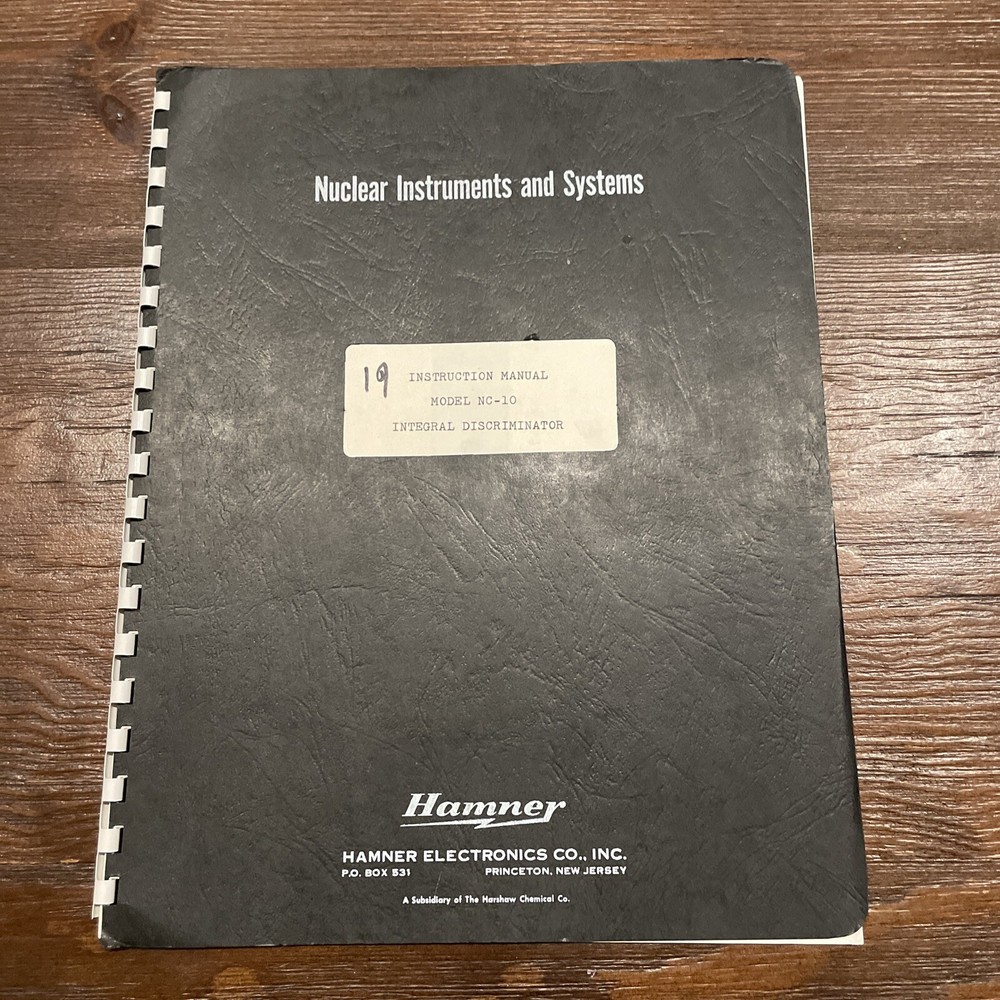 Nuclear Instruments and Systems
19 INSTRUCTION MANUAL
MODEL NC-10
INTEGRAL DISCRIMINATOR
Hamner
HAMNER ELECTRONICS CO., INC.
P.O. BOX 531 PRINCETON, NEW JERSEY
A Subsidiary of The Harshaw Chemical Co.